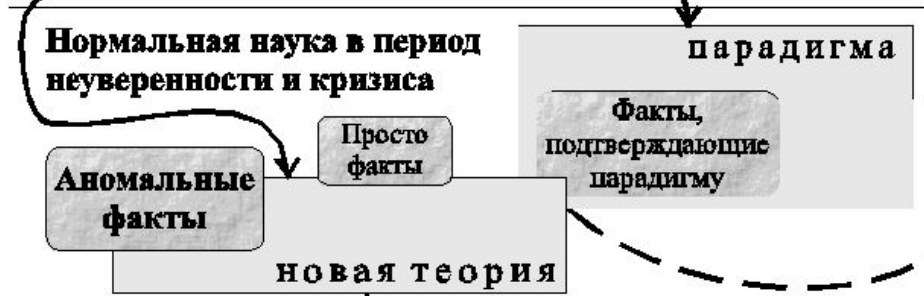 Нормальная наука в период
неуверенности и кризиса
парадигма
Факты,
подтверждающие
парадигму
Просто
факты
Аномальные
факты
новая теория